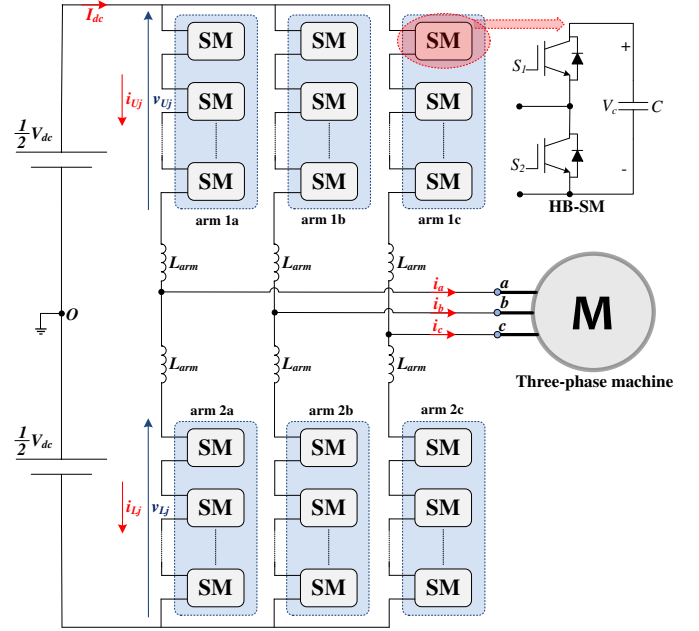 I_dc
SM SM SM
i_Uj v_Uj
S_1 + V_c C
SM SM SM
1/2 V_dc
S_2 -
SM SM SM
HB-SM
arm 1a arm 1b arm 1c
L_arm L_arm L_arm
i_a a
O i_b b M
i_c c
L_arm L_arm L_arm
Three-phase machine
arm 2a arm 2b arm 2c
SM SM SM
1/2 V_dc
i_Lj v_Lj
SM SM SM
SM SM SM